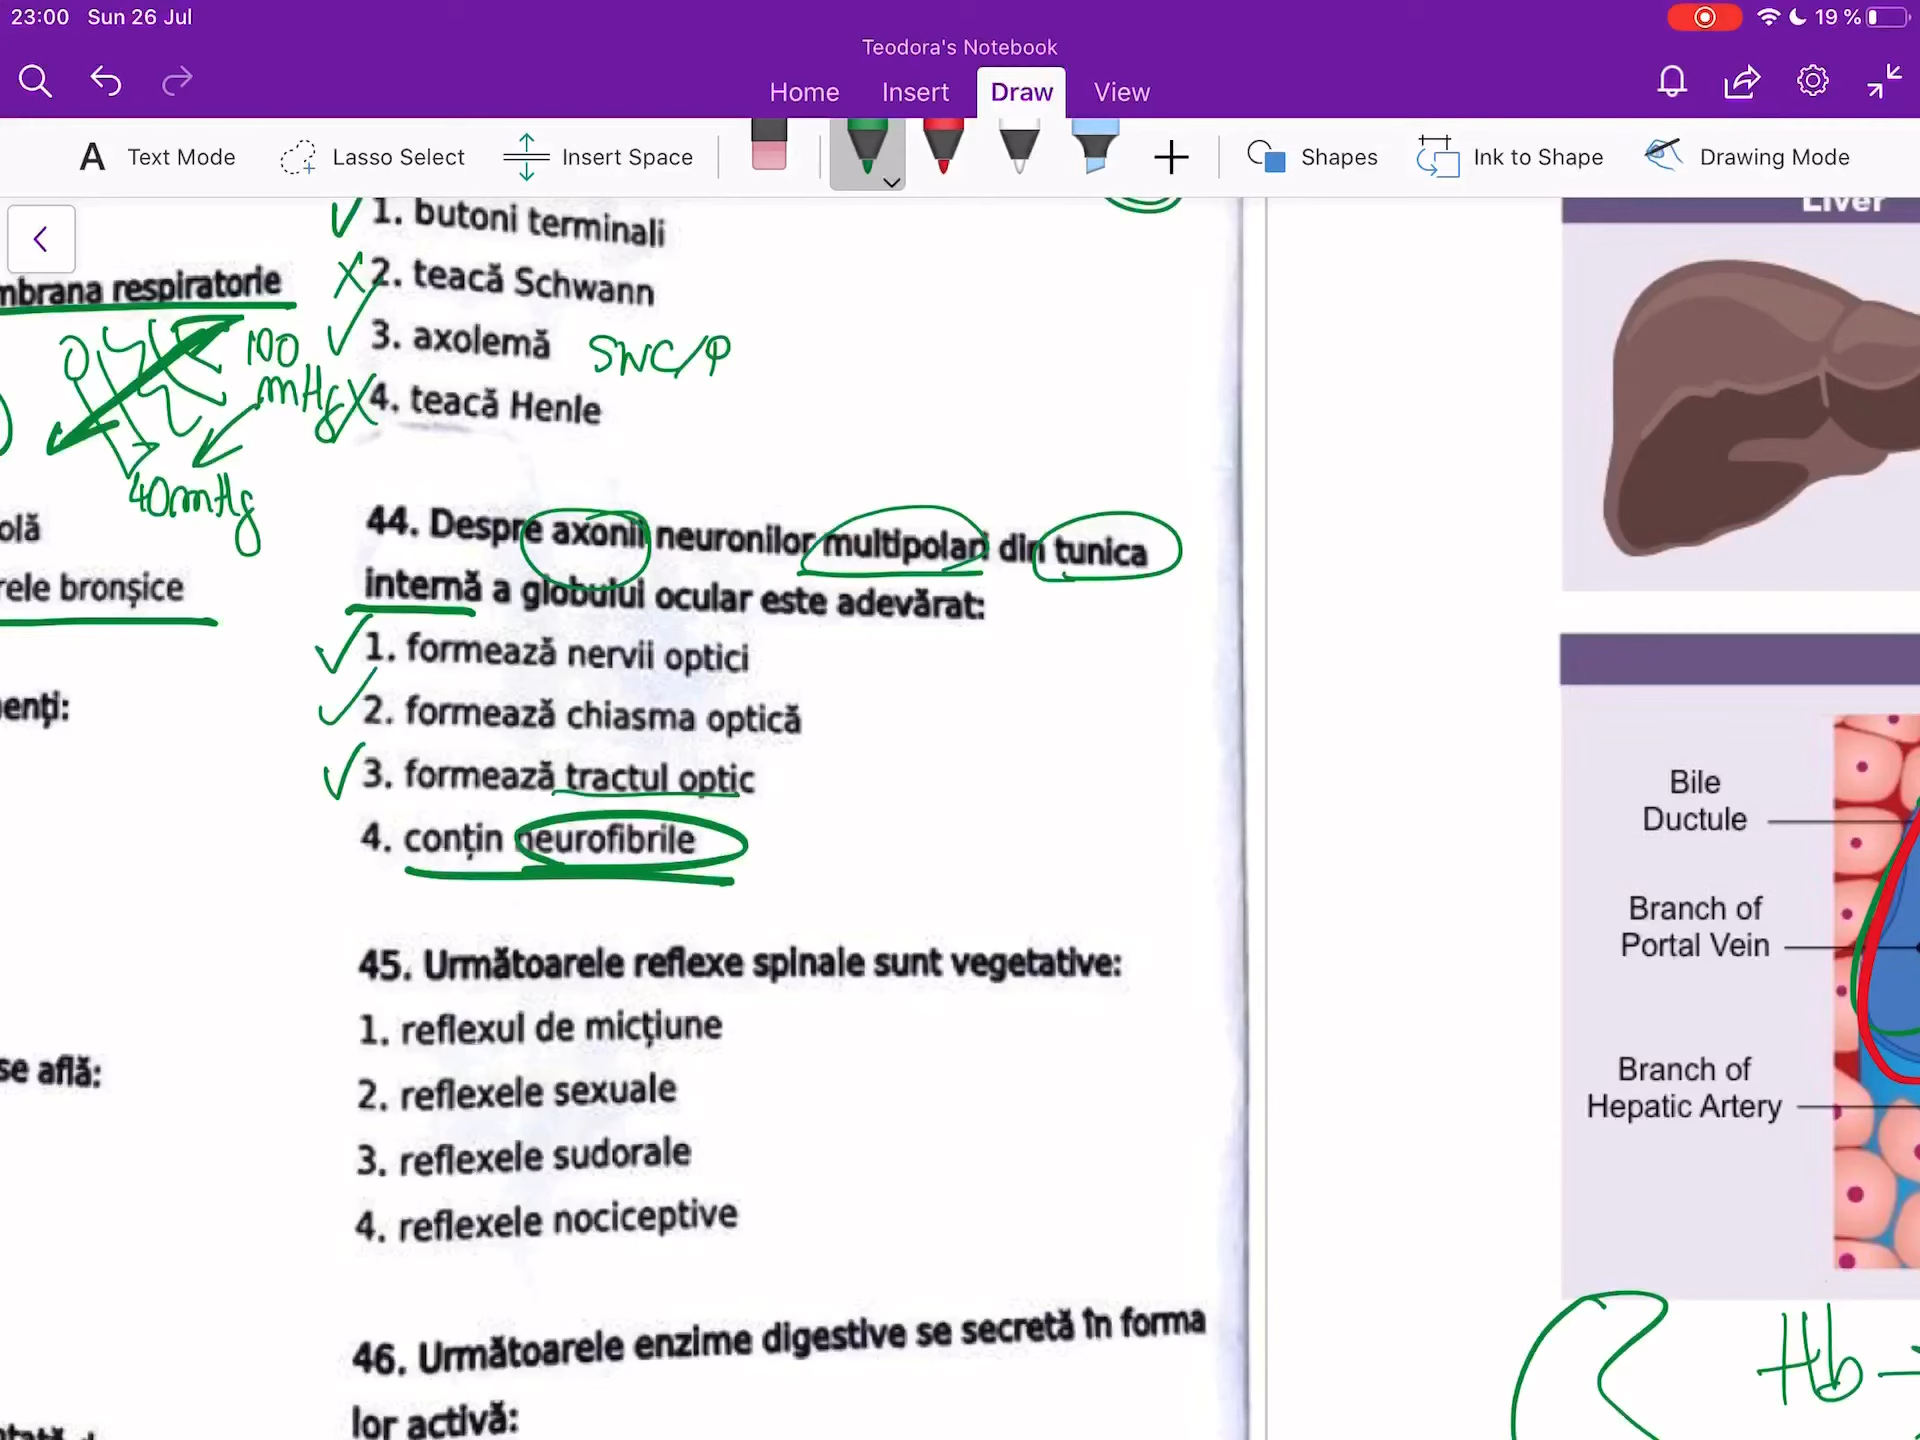 23:00 Sun 26 Jul
19 %
Teodora's Notebook
Home Insert Draw View
A Text Mode Lasso Select Insert Space Shapes Ink to Shape Drawing Mode
mbrana respiratorie
100
mHg
40mHg
olă
rele bronșice
enți:
se află:
1. butoni terminali
2. teacă Schwann
3. axolemă SNC/P
4. teacă Henle
44. Despre axonii neuronilor multipolari din tunica
internă a globului ocular este adevărat:
1. formează nervii optici
2. formează chiasma optică
3. formează tractul optic
4. conțin neurofibrile
45. Următoarele reflexe spinale sunt vegetative:
1. reflexul de micțiune
2. reflexele sexuale
3. reflexele sudorale
4. reflexele nociceptive
46. Următoarele enzime digestive se secretă în forma
lor activă:
Liver
Bile
Ductule
Branch of
Portal Vein
Branch of
Hepatic Artery
Hb